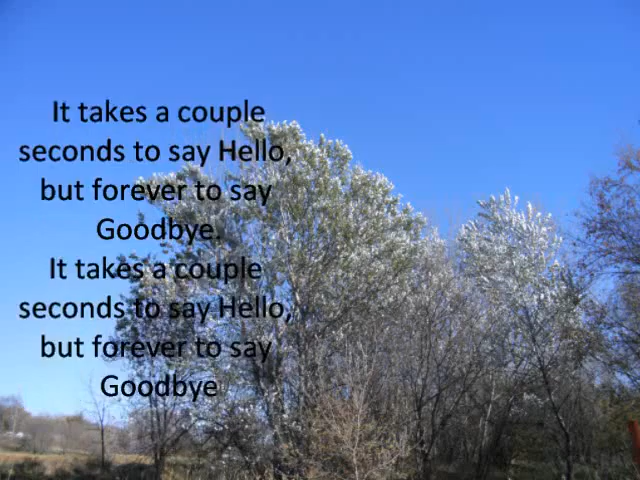 It takes a couple
seconds to say Hello,
but forever to say
Goodbye.
It takes a couple
seconds to say Hello,
but forever to say
Goodbye